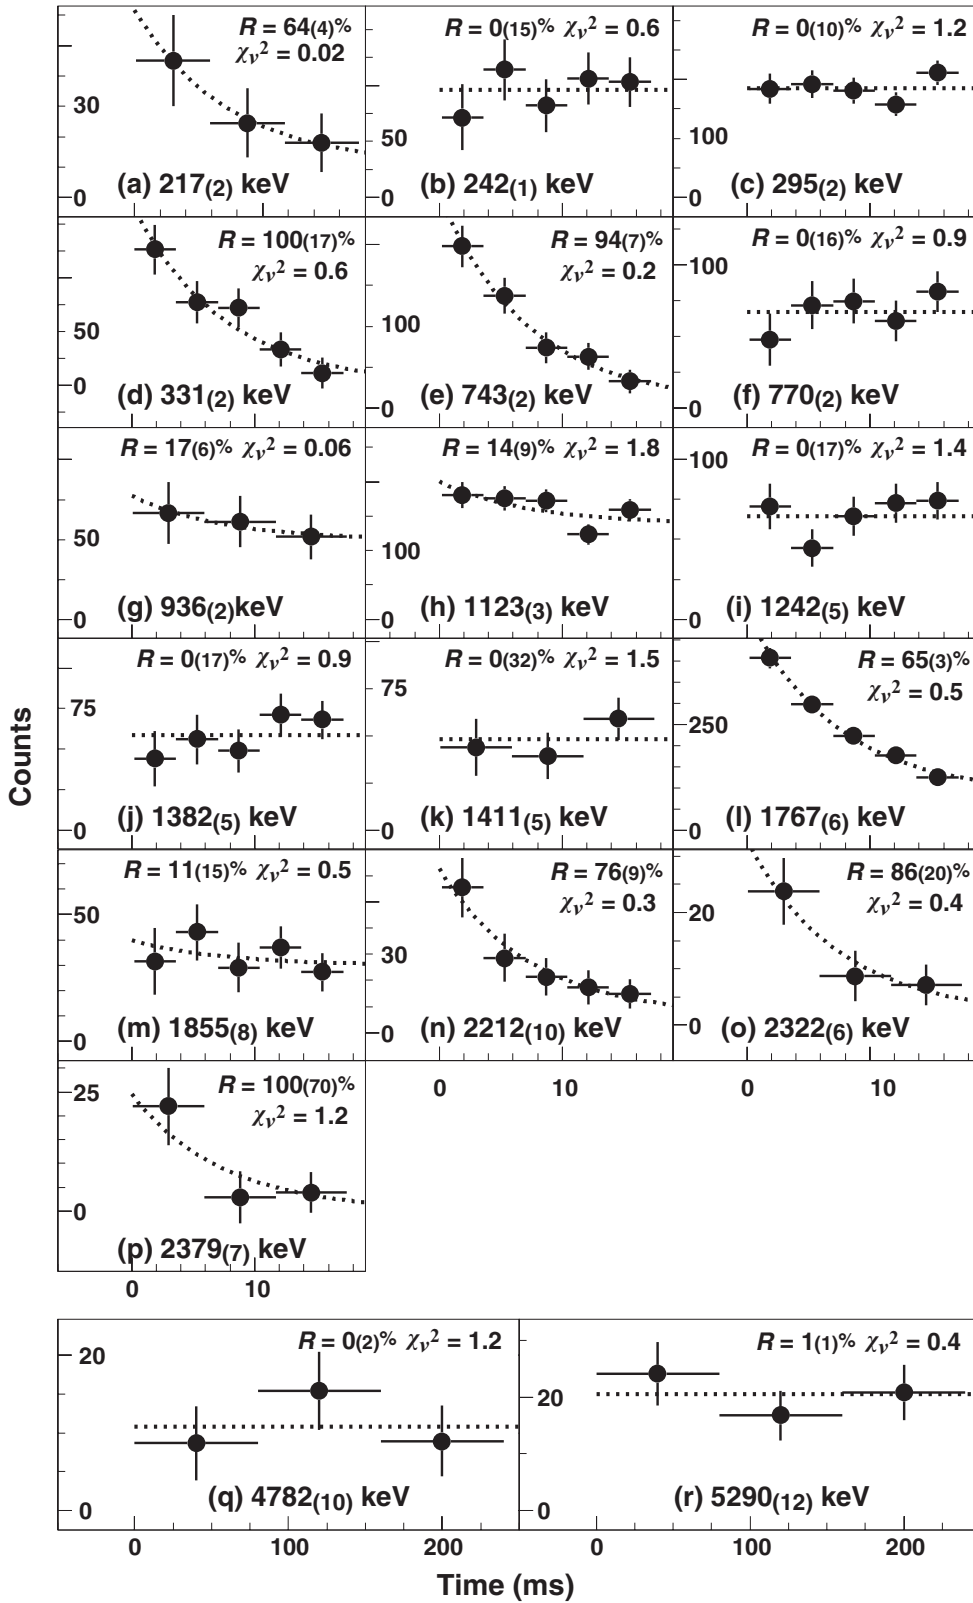 R = 64(4)%
χν² = 0.02
30
0
(a) 217(2) keV
R = 0(15)% χν² = 0.6
50
0
(b) 242(1) keV
R = 0(10)% χν² = 1.2
100
0
(c) 295(2) keV
R = 100(17)%
χν² = 0.6
50
0
(d) 331(2) keV
R = 94(7)%
χν² = 0.2
100
0
(e) 743(2) keV
R = 0(16)% χν² = 0.9
100
0
(f) 770(2) keV
R = 17(6)% χν² = 0.06
50
0
(g) 936(2)keV
R = 14(9)% χν² = 1.8
100
0
(h) 1123(3) keV
R = 0(17)% χν² = 1.4
100
0
(i) 1242(5) keV
Counts
R = 0(17)% χν² = 0.9
75
0
(j) 1382(5) keV
R = 0(32)% χν² = 1.5
75
0
(k) 1411(5) keV
R = 65(3)%
χν² = 0.5
250
0
(l) 1767(6) keV
R = 11(15)% χν² = 0.5
50
0
(m) 1855(8) keV
R = 76(9)%
χν² = 0.3
30
0
(n) 2212(10) keV
0 10
R = 86(20)%
χν² = 0.4
20
0
(o) 2322(6) keV
0 10
R = 100(70)%
χν² = 1.2
25
0
(p) 2379(7) keV
0 10
R = 0(2)% χν² = 1.2
20
0
(q) 4782(10) keV
0 200
R = 1(1)% χν² = 0.4
20
0
(r) 5290(12) keV
0 200
Time (ms)